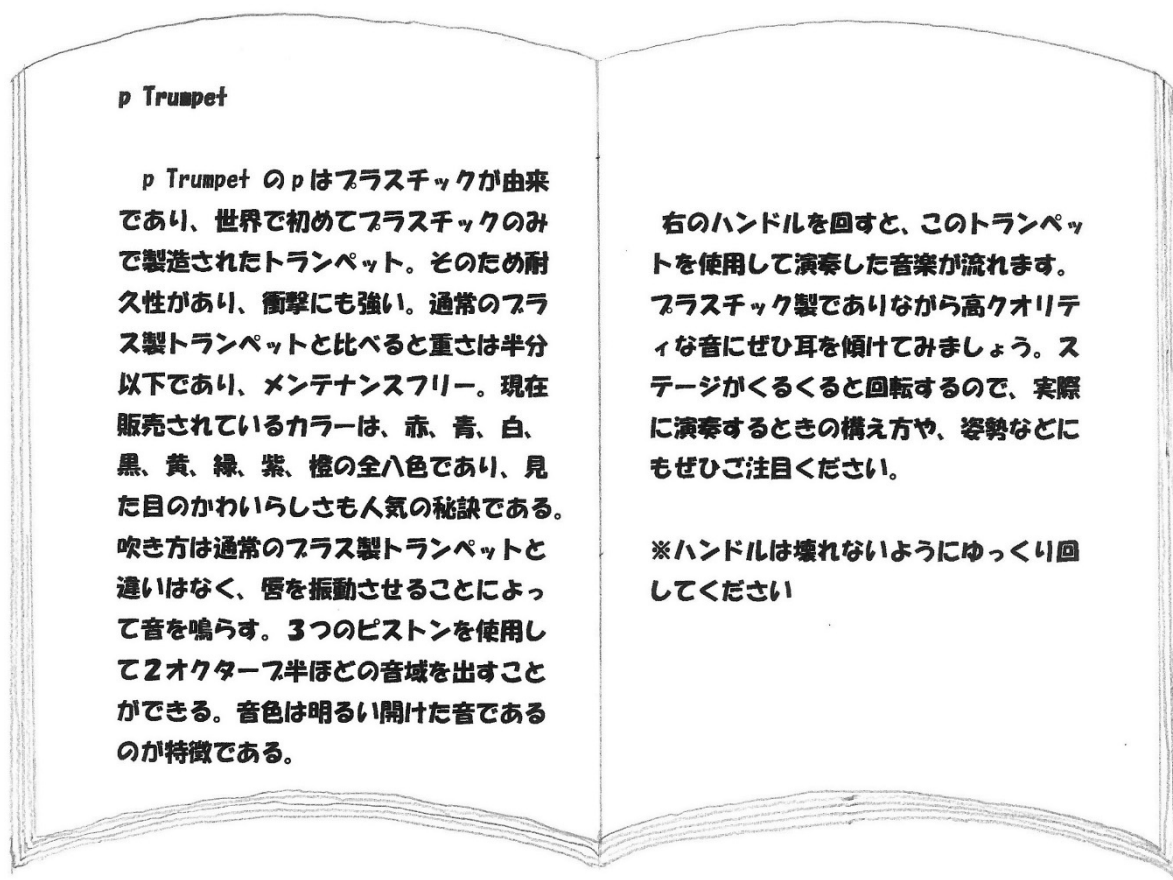 p Trumpet
p Trumpet のpはプラスチックが由来
であり、世界で初めてプラスチックのみ
で製造されたトランペット。そのため耐
久性があり、衝撃にも強い。通常のブラ
ス製トランペットと比べると重さは半分
以下であり、メンテナンスフリー。現在
販売されているカラーは、赤、青、白、
黒、黄、緑、紫、橙の全八色であり、見
た目のかわいらしさも人気の秘訣である。
吹き方は通常のブラス製トランペットと
違いはなく、唇を振動させることによっ
て音を鳴らす。3つのピストンを使用し
て2オクターブ半ほどの音域を出すこと
ができる。音色は明るい開けた音である
のが特徴である。
右のハンドルを回すと、このトランペッ
トを使用して演奏した音楽が流れます。
プラスチック製でありながら高クオリテ
ィな音にぜひ耳を傾けてみましょう。ス
テージがくるくると回転するので、実際
に演奏するときの構え方や、姿勢などに
もぜひご注目ください。
※ハンドルは壊れないようにゆっくり回
してください